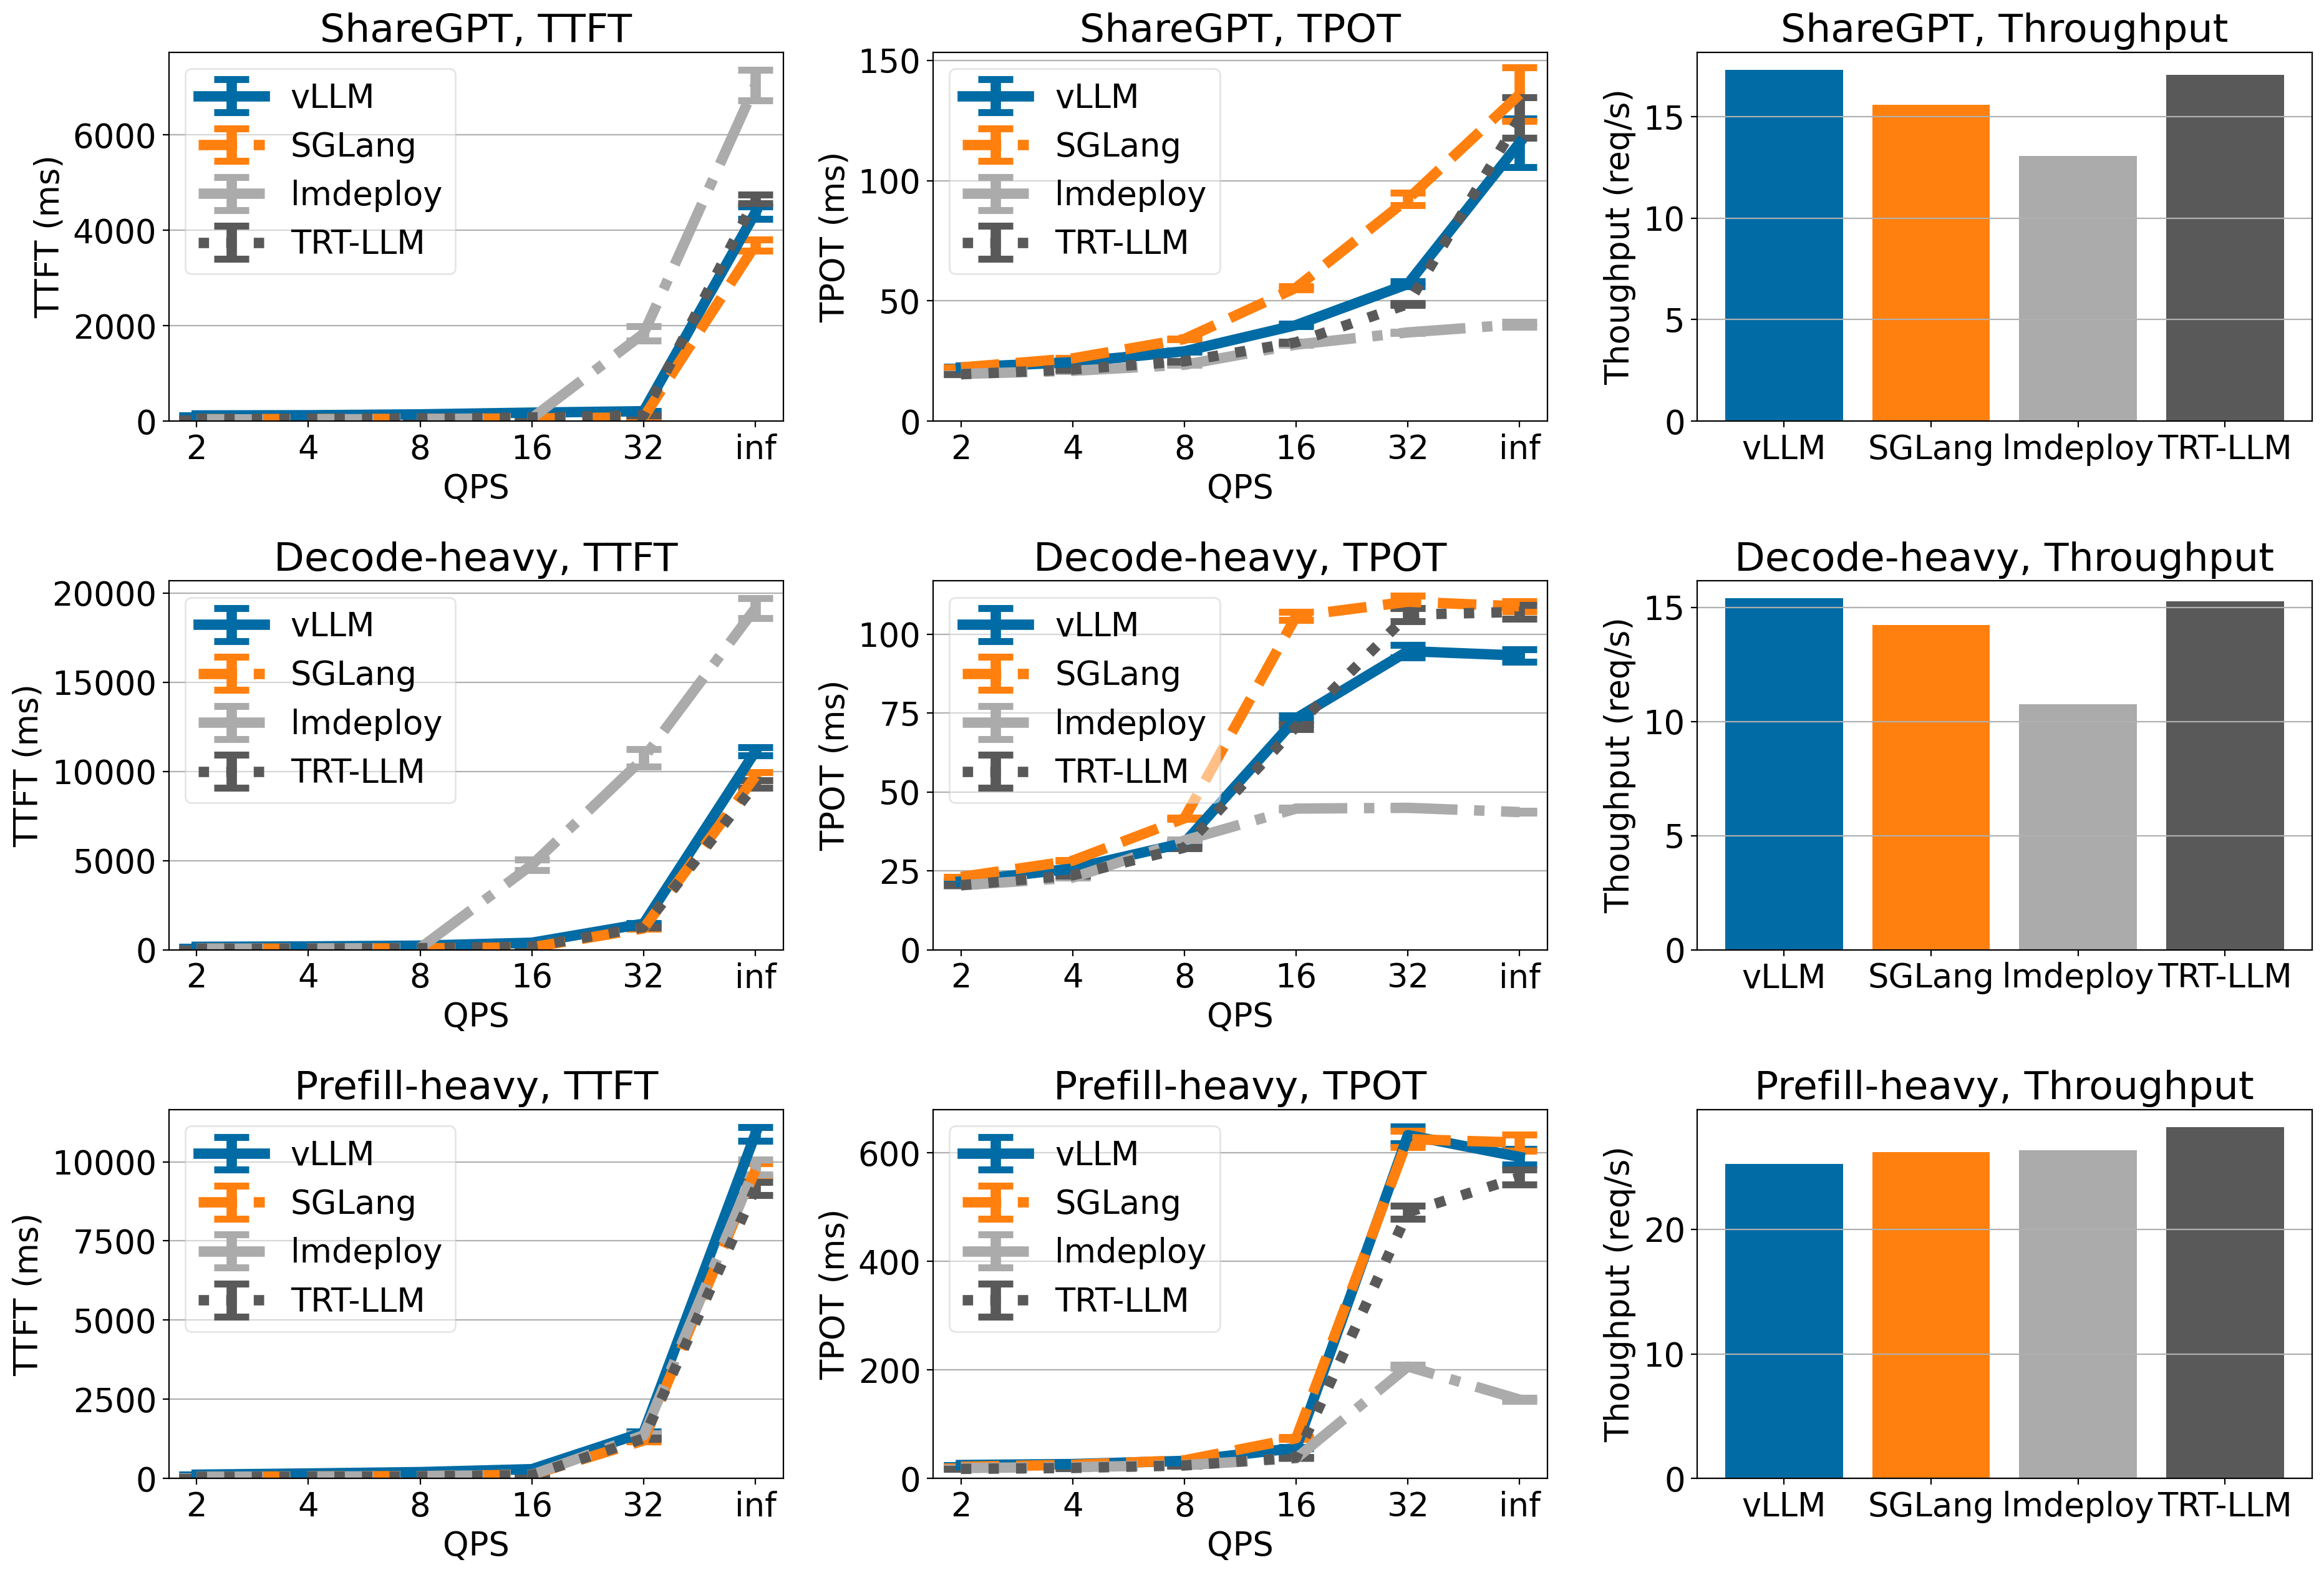 ShareGPT, TTFT
TTFT (ms)
6000
4000
2000
0
vLLM
SGLang
lmdeploy
TRT-LLM
2 4 8 16 32 inf
QPS
ShareGPT, TPOT
TPOT (ms)
150
100
50
0
vLLM
SGLang
lmdeploy
TRT-LLM
2 4 8 16 32 inf
QPS
ShareGPT, Throughput
Thoughput (req/s)
15
10
5
0
vLLM SGLang lmdeploy TRT-LLM
Decode-heavy, TTFT
TTFT (ms)
20000
15000
10000
5000
0
vLLM
SGLang
lmdeploy
TRT-LLM
2 4 8 16 32 inf
QPS
Decode-heavy, TPOT
TPOT (ms)
100
75
50
25
0
vLLM
SGLang
lmdeploy
TRT-LLM
2 4 8 16 32 inf
QPS
Decode-heavy, Throughput
Thoughput (req/s)
15
10
5
0
vLLM SGLang lmdeploy TRT-LLM
Prefill-heavy, TTFT
TTFT (ms)
10000
7500
5000
2500
0
vLLM
SGLang
lmdeploy
TRT-LLM
2 4 8 16 32 inf
QPS
Prefill-heavy, TPOT
TPOT (ms)
600
400
200
0
vLLM
SGLang
lmdeploy
TRT-LLM
2 4 8 16 32 inf
QPS
Prefill-heavy, Throughput
Thoughput (req/s)
20
10
0
vLLM SGLang lmdeploy TRT-LLM